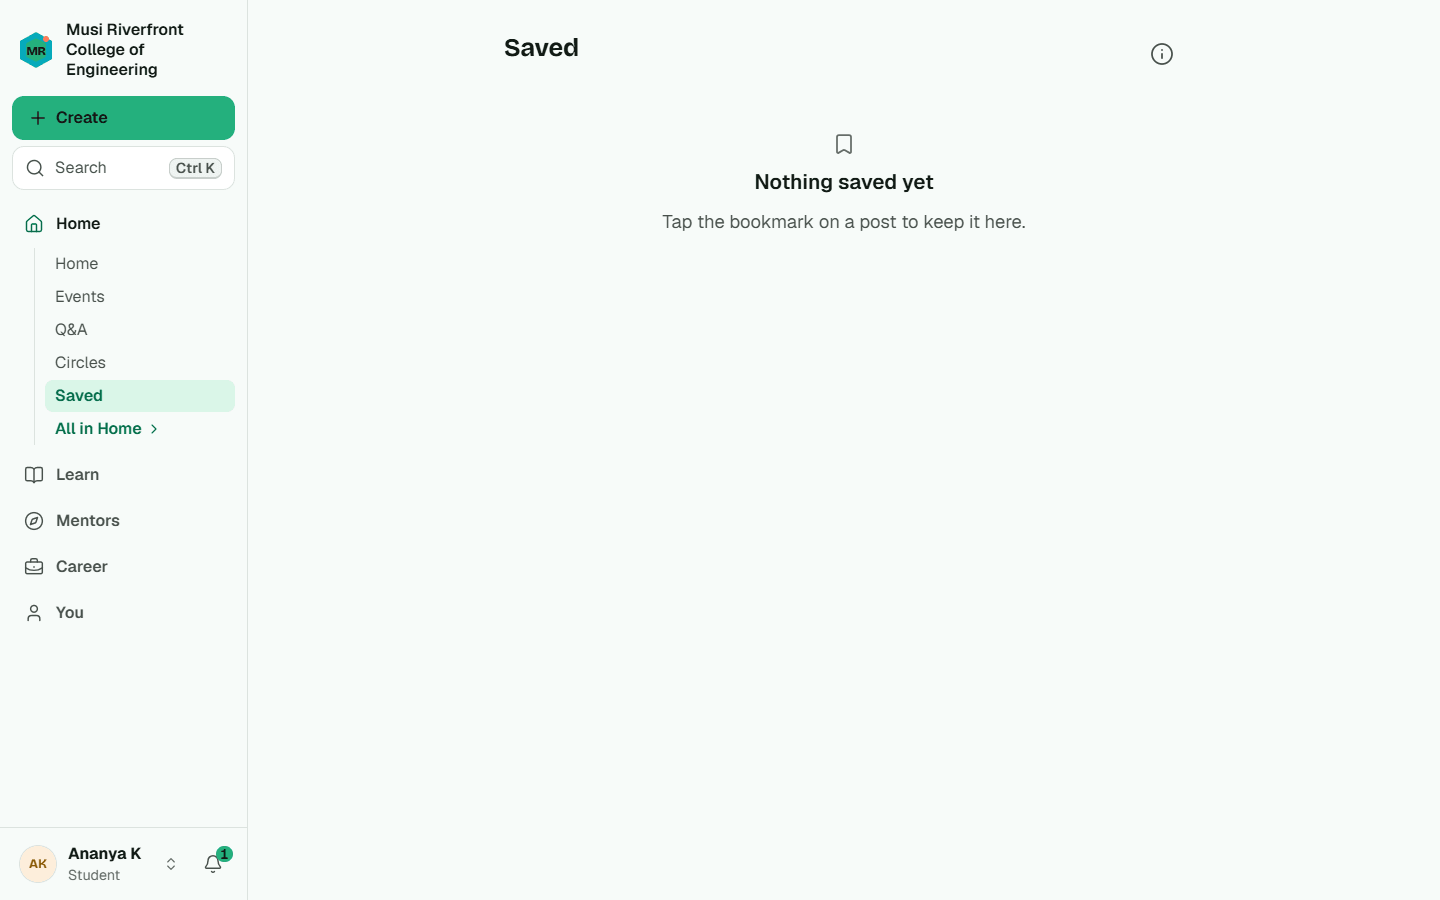 MR
Musi Riverfront
College of
Engineering
Create
Search
Ctrl K
Home
Home
Events
Q&A
Circles
Saved
All in Home
Learn
Mentors
Career
You
AK
Ananya K
Student
1
Saved
Nothing saved yet
Tap the bookmark on a post to keep it here.